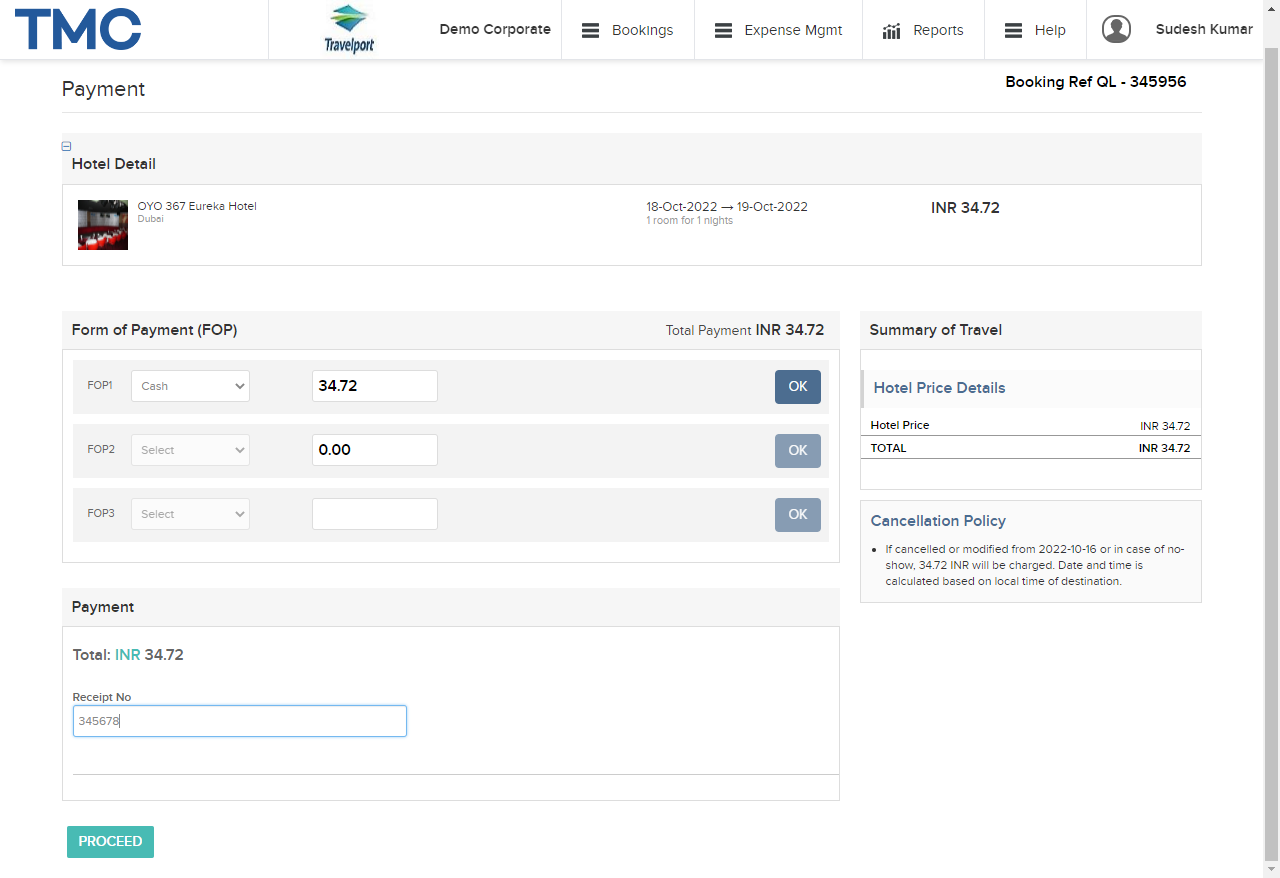 TMC
Travelport
Demo Corporate
Bookings
Expense Mgmt
Reports
Help
Sudesh Kumar
Payment
Booking Ref QL - 345956
Hotel Detail
OYO 367 Eureka Hotel
Dubai
18-Oct-2022 → 19-Oct-2022
1 room for 1 nights
INR 34.72
Form of Payment (FOP)
Total Payment INR 34.72
FOP1 Cash 34.72 OK
FOP2 Select 0.00 OK
FOP3 Select OK
Summary of Travel
Hotel Price Details
Hotel Price INR 34.72
TOTAL INR 34.72
Cancellation Policy
If cancelled or modified from 2022-10-16 or in case of no-
show, 34.72 INR will be charged. Date and time is
calculated based on local time of destination.
Payment
Total: INR 34.72
Receipt No
345678
PROCEED